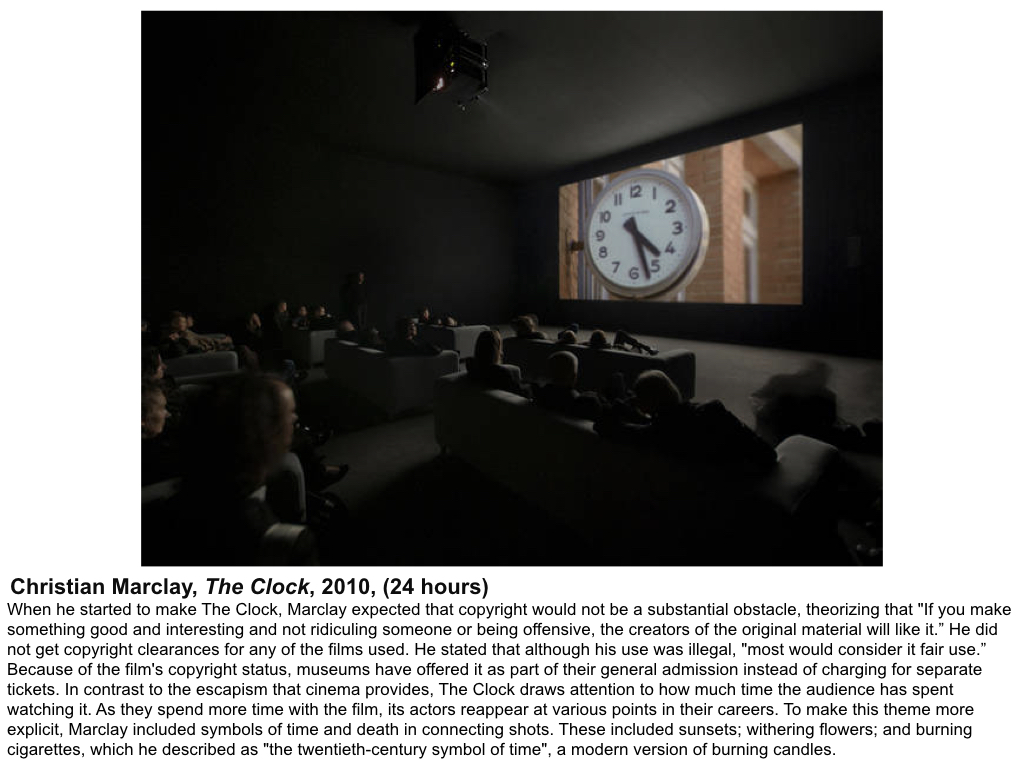 12
1
2
3
4
5
6
7
8
9
10
11
Christian Marclay, The Clock, 2010, (24 hours)
When he started to make The Clock, Marclay expected that copyright would not be a substantial obstacle, theorizing that "If you make
something good and interesting and not ridiculing someone or being offensive, the creators of the original material will like it.” He did
not get copyright clearances for any of the films used. He stated that although his use was illegal, "most would consider it fair use.”
Because of the film's copyright status, museums have offered it as part of their general admission instead of charging for separate
tickets. In contrast to the escapism that cinema provides, The Clock draws attention to how much time the audience has spent
watching it. As they spend more time with the film, its actors reappear at various points in their careers. To make this theme more
explicit, Marclay included symbols of time and death in connecting shots. These included sunsets; withering flowers; and burning
cigarettes, which he described as "the twentieth-century symbol of time", a modern version of burning candles.